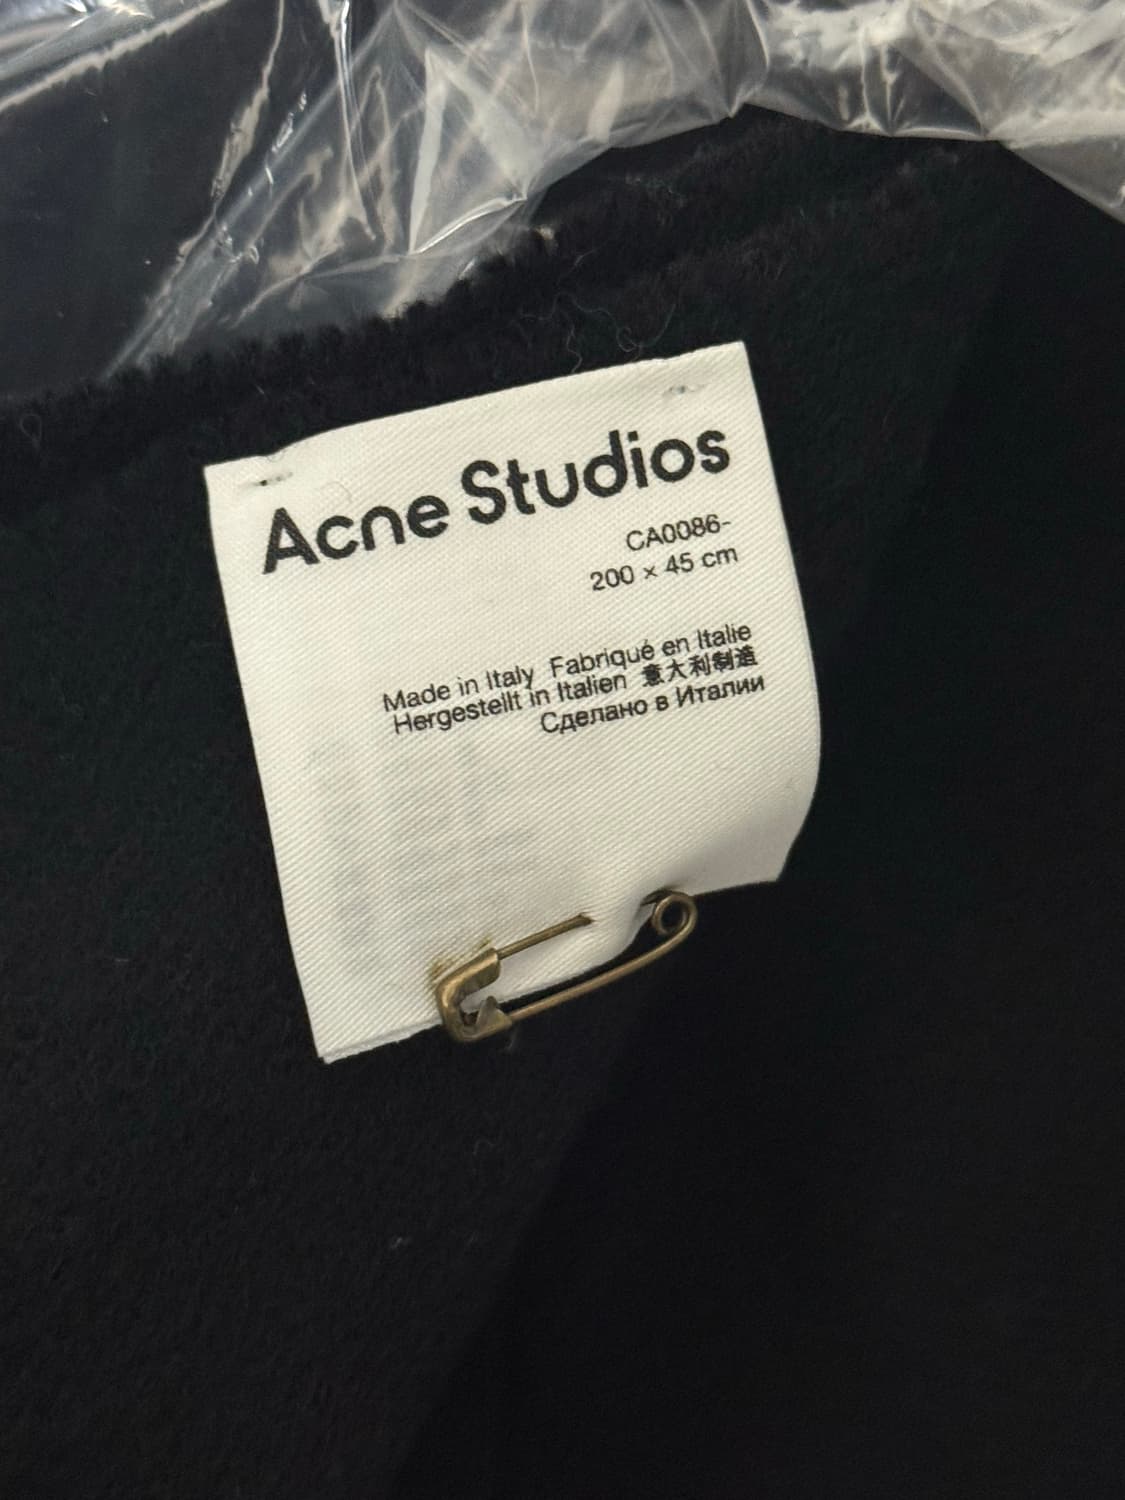 Acne Studios
CA0086-
200 × 45 cm
Made in Italy Fabriqué en Italie
Hergestellt in Italien 意大利制造
Сделано в Италии